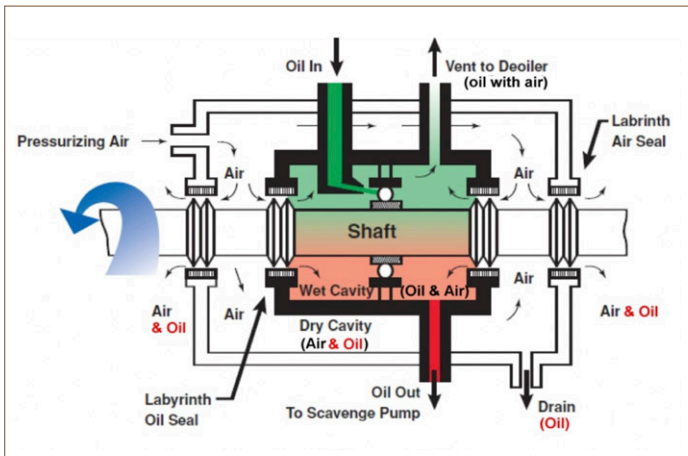 Oil In
Vent to Deoiler
(oil with air)
Labrinth
Air Seal
Pressurizing Air
Air
Air
Shaft
Wet Cavity
(Oil & Air)
Air
& Oil
Air
Dry Cavity
(Air & Oil)
Air
Air & Oil
Labyrinth
Oil Seal
Oil Out
To Scavenge Pump
Drain
(Oil)